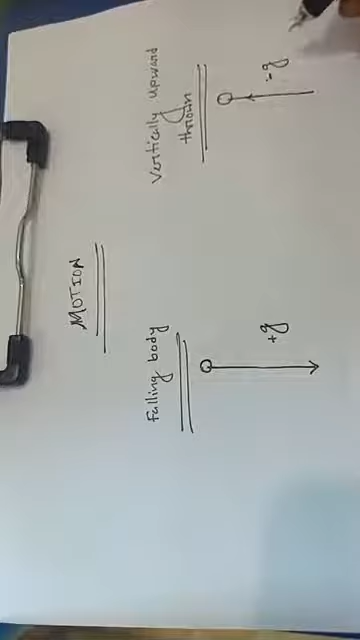 MOTION
Falling body
+g
Vertically upward
thrown
-g